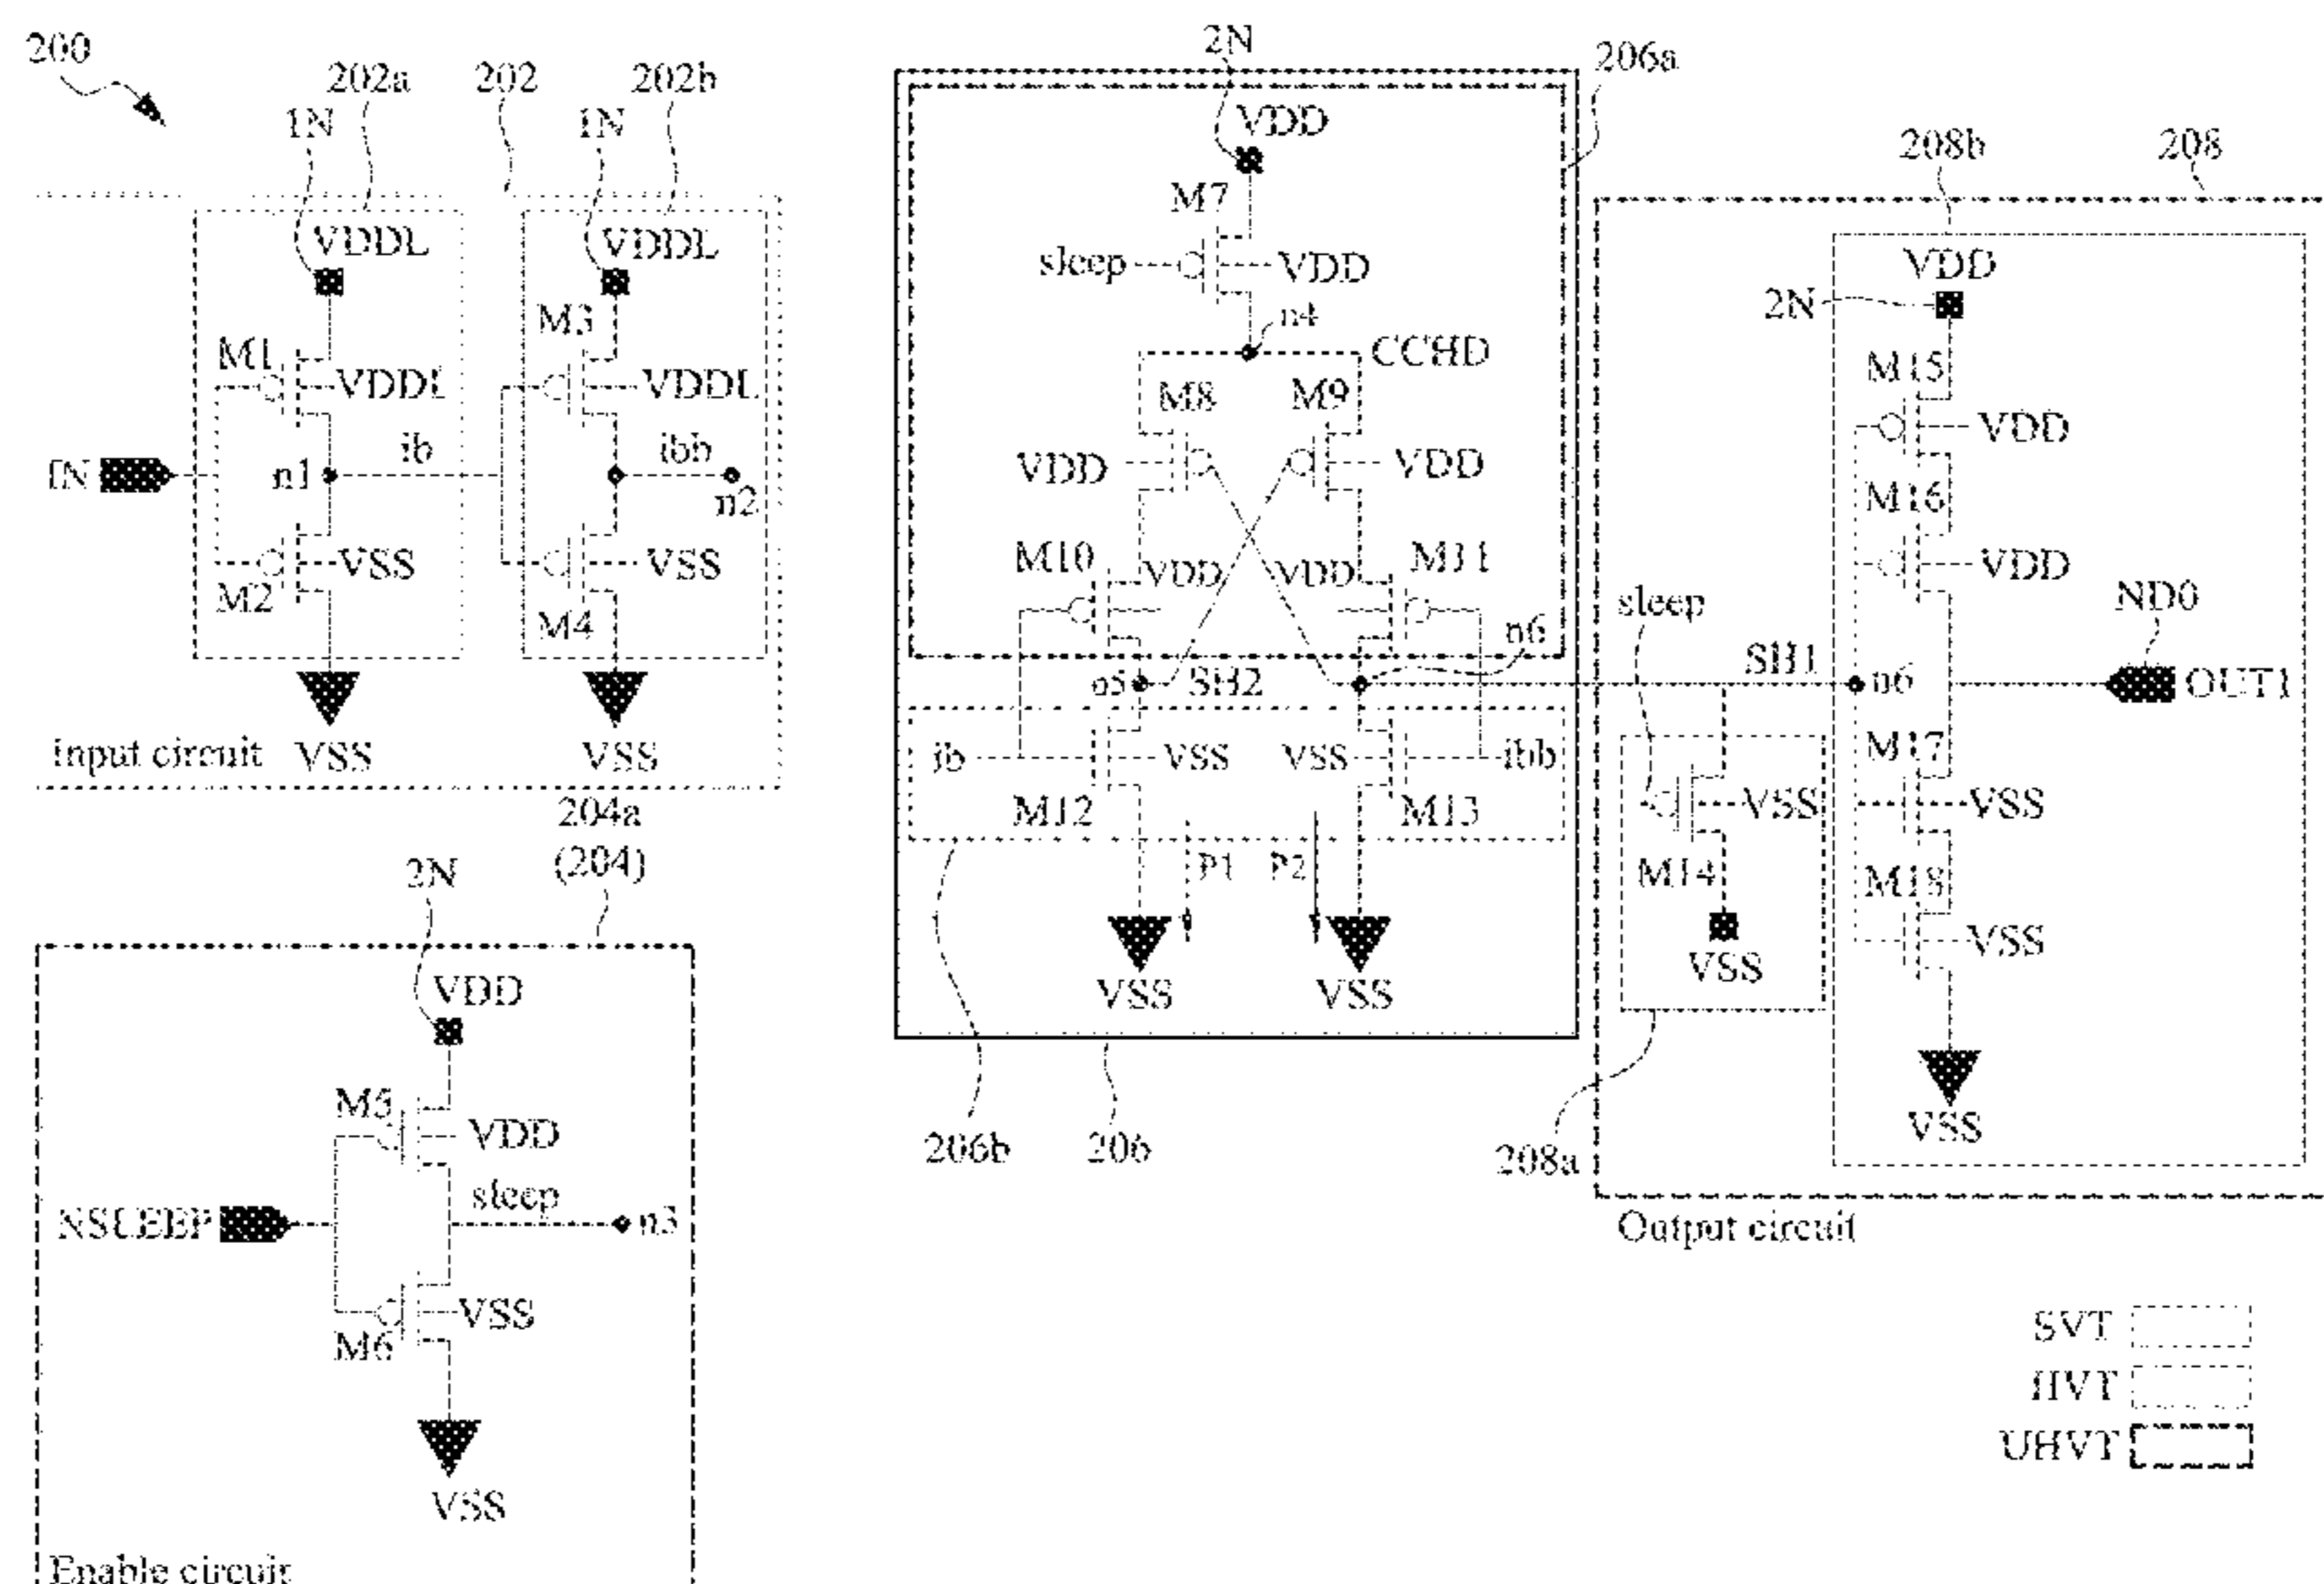 200
202a
202
202b
1N
1N
VDDL
VDDL
M1
VDDL
M3
VDDL
IN
n1
ib
ibb
n2
M2
VSS
M4
VSS
Input circuit
VSS
VSS
204a
(204)
2N
VDD
M5
VDD
NSLEEP
sleep
n3
M6
VSS
VSS
Enable circuit
2N
206a
VDD
M7
sleep
VDD
n4
CCHD
M8
M9
VDD
VDD
M10
VDD
VDD
M11
n6
n5
SH2
ib
VSS
VSS
ibb
M12
M13
P1
P2
VSS
VSS
206b
206
208b
208
VDD
2N
M15
VDD
M16
VDD
sleep
ND0
SH1
n6
OUT1
M17
VSS
VSS
M14
M18
VSS
VSS
VSS
208a
Output circuit
SVT
HVT
UHVT